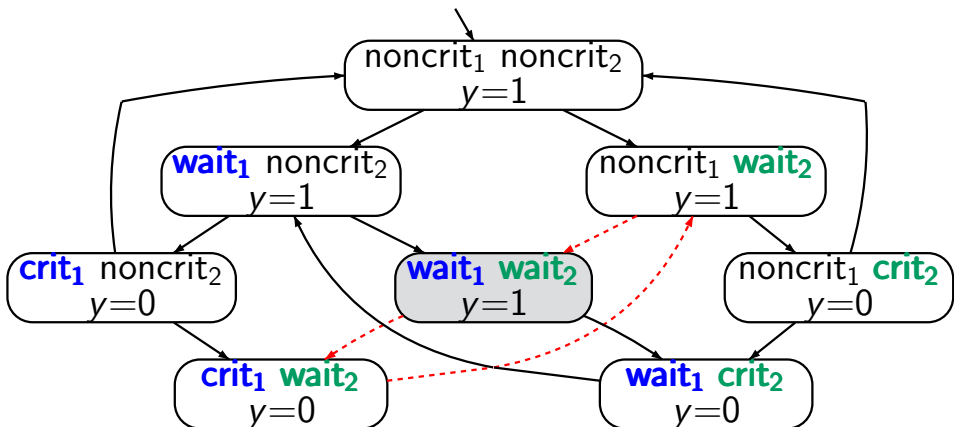 noncrit₁ noncrit₂
y=1
wait₁ noncrit₂
y=1
noncrit₁ wait₂
y=1
crit₁ noncrit₂
y=0
wait₁ wait₂
y=1
noncrit₁ crit₂
y=0
crit₁ wait₂
y=0
wait₁ crit₂
y=0